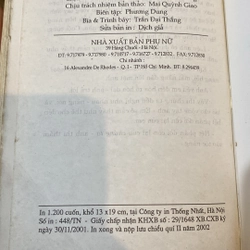 Chịu trách nhiệm bản thảo: Mai Quỳnh Giao
Biên tập: Phương Dung
Bìa & Trình bày: Trần Đại Thắng
Sửa bản in: Dịch giả
NHÀ XUẤT BẢN PHỤ NỮ
39 Hàng Chuối - Hà Nội
Chi nhánh:
16 Alexandre De Rhodes - Q.1 - TP.Hồ Chí Minh.
In 1.200 cuốn, khổ 13 x 19 cm, tại Công ty in Thống Nhất, Hà Nội
Số in: 448/TN - Giấy chấp nhận KHXB số: 29/1648 XB.CXB ký
ngày 30/11/2001. In xong và nộp lưu chiểu quí II năm 2002